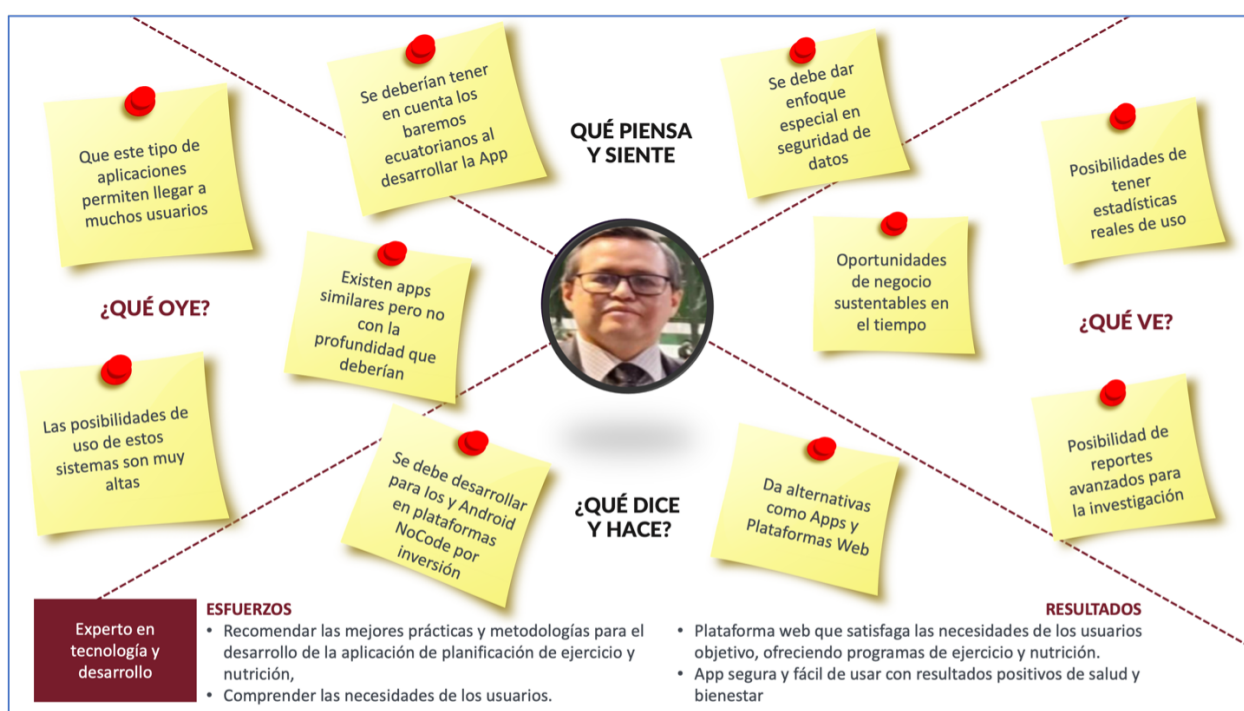 Se deberían tener
en cuenta los
baremos
ecuatorianos al
desarrollar la App
QUÉ PIENSA
Y SIENTE
Se debe dar
enfoque
especial en
seguridad de
datos
Que este tipo de
aplicaciones
permiten llegar a
muchos usuarios
Existen apps
similares pero no
con la
profundidad que
deberían
¿QUÉ OYE?
Las posibilidades de
uso de estos
sistemas son muy
altas
Posibilidades de
tener
estadísticas
reales de uso
Oportunidades
de negocio
sustentables en
el tiempo
¿QUÉ VE?
Posibilidad de
reportes
avanzados para
la investigación
Se debe desarrollar
para los y Android
en plataformas
NoCode por
inversión
¿QUÉ DICE
Y HACE?
Da alternativas
como Apps y
Plataformas Web
Experto en
tecnología y
desarrollo
ESFUERZOS
• Recomendar las mejores prácticas y metodologías para el
desarrollo de la aplicación de planificación de ejercicio y
nutrición,
• Comprender las necesidades de los usuarios.
RESULTADOS
• Plataforma web que satisfaga las necesidades de los usuarios
objetivo, ofreciendo programas de ejercicio y nutrición.
• App segura y fácil de usar con resultados positivos de salud y
bienestar